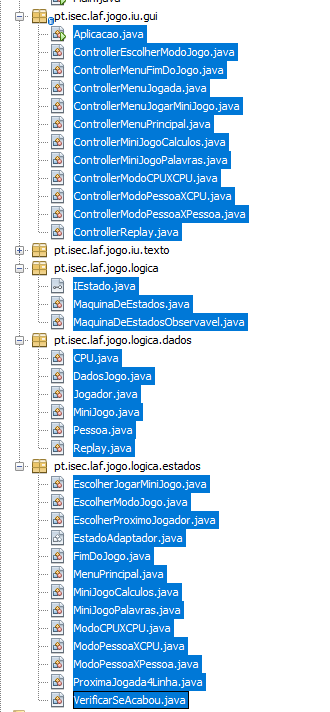 Main.java
pt.isec.laf.jogo.iu.gui
Aplicacao.java
ControllerEscolherModoJogo.java
ControllerMenuFimDoJogo.java
ControllerMenuJogada.java
ControllerMenuJogarMiniJogo.java
ControllerMenuPrincipal.java
ControllerMiniJogoCalculos.java
ControllerMiniJogoPalavras.java
ControllerModoCPUXCPU.java
ControllerModoPessoaXCPU.java
ControllerModoPessoaXPessoa.java
ControllerReplay.java
pt.isec.laf.jogo.iu.texto
pt.isec.laf.jogo.logica
IEstado.java
MaquinaDeEstados.java
MaquinaDeEstadosObservavel.java
pt.isec.laf.jogo.logica.dados
CPU.java
DadosJogo.java
Jogador.java
MiniJogo.java
Pessoa.java
Replay.java
pt.isec.laf.jogo.logica.estados
EscolherJogarMiniJogo.java
EscolherModoJogo.java
EscolherProximoJogador.java
EstadoAdaptador.java
FimDoJogo.java
MenuPrincipal.java
MiniJogoCalculos.java
MiniJogoPalavras.java
ModoCPUXCPU.java
ModoPessoaXCPU.java
ModoPessoaXPessoa.java
ProximaJogada4Linha.java
VerificarSeAcabou.java